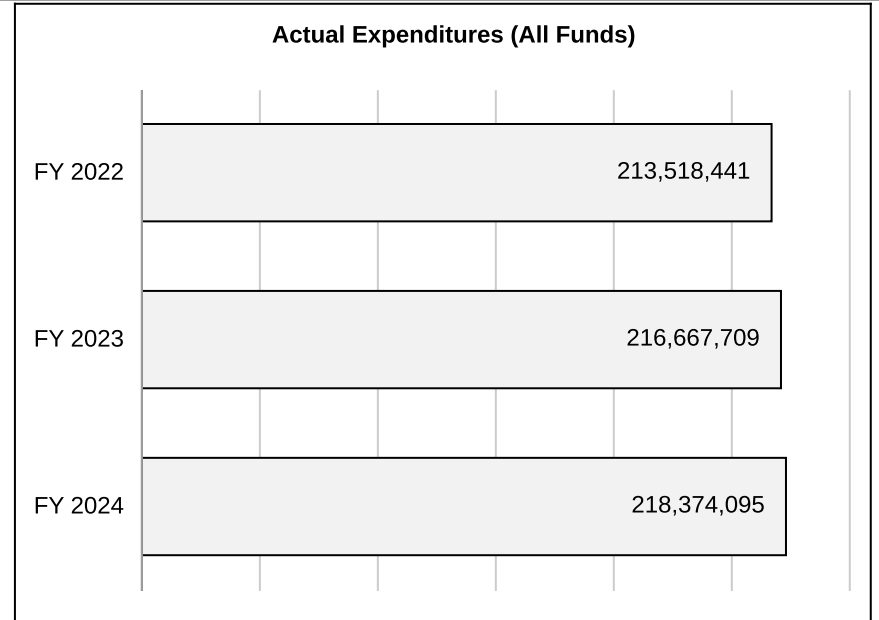 Actual Expenditures (All Funds)
FY 2022 213,518,441
FY 2023 216,667,709
FY 2024 218,374,095